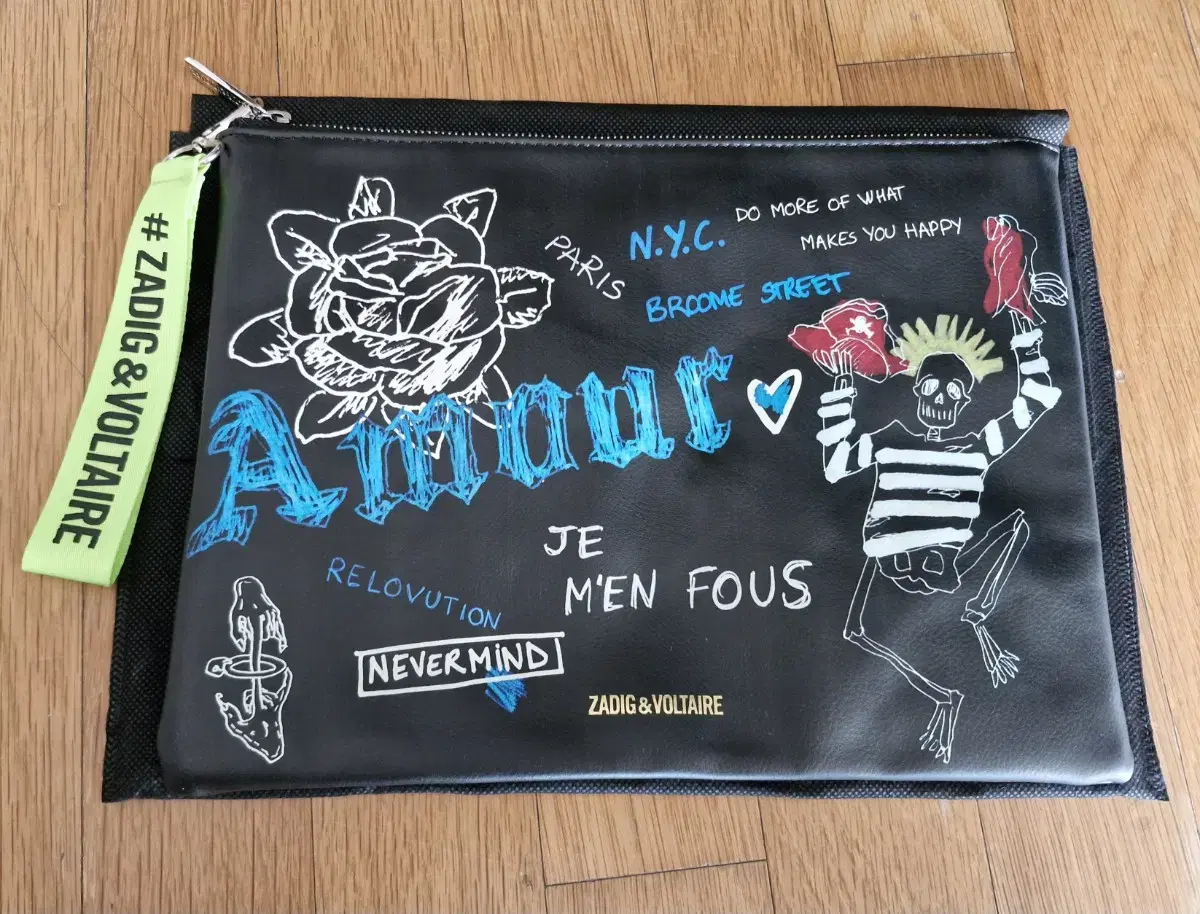 # ZADIG&VOLTAIRE
PARIS
N.Y.C.
BROOME STREET
DO MORE OF WHAT
MAKES YOU HAPPY
Amour
JE
M'EN FOUS
RELOVUTION
NEVERMIND
ZADIG&VOLTAIRE